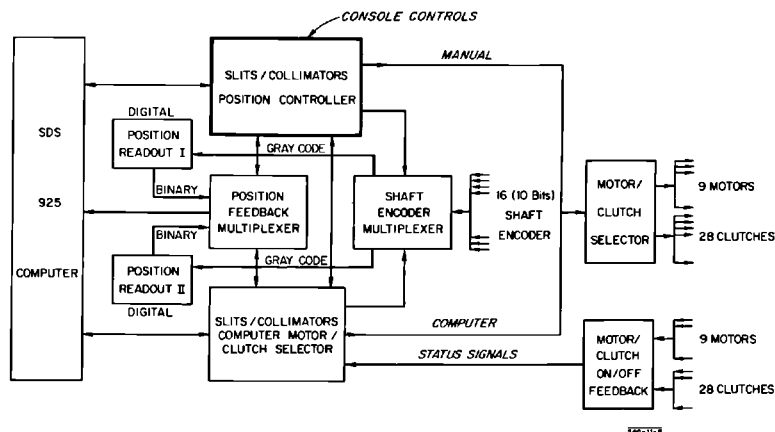 CONSOLE CONTROLS
SLITS / COLLIMATORS
POSITION CONTROLLER
MANUAL
SDS
925
COMPUTER
DIGITAL
POSITION
READOUT I
GRAY CODE
BINARY
POSITION
FEEDBACK
MULTIPLEXER
SHAFT
ENCODER
MULTIPLEXER
16 (10 Bits)
SHAFT
ENCODER
MOTOR/
CLUTCH
SELECTOR
9 MOTORS
28 CLUTCHES
BINARY
GRAY CODE
POSITION
READOUT II
DIGITAL
SLITS / COLLIMATORS
COMPUTER MOTOR /
CLUTCH SELECTOR
COMPUTER
STATUS SIGNALS
MOTOR/
CLUTCH
ON/OFF
FEEDBACK
9 MOTORS
28 CLUTCHES